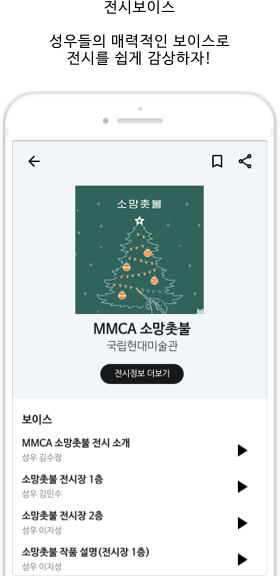 전시보이스
성우들의 매력적인 보이스로
전시를 쉽게 감상하자!
소망촛불
MMCA 소망촛불
국립현대미술관
전시정보 더보기
보이스
MMCA 소망촛불 전시 소개
성우 김수정
소망촛불 전시장 1층
성우 김민수
소망촛불 전시장 2층
성우 이지성
소망촛불 작품 설명(전시장 1층)
성우 이지성